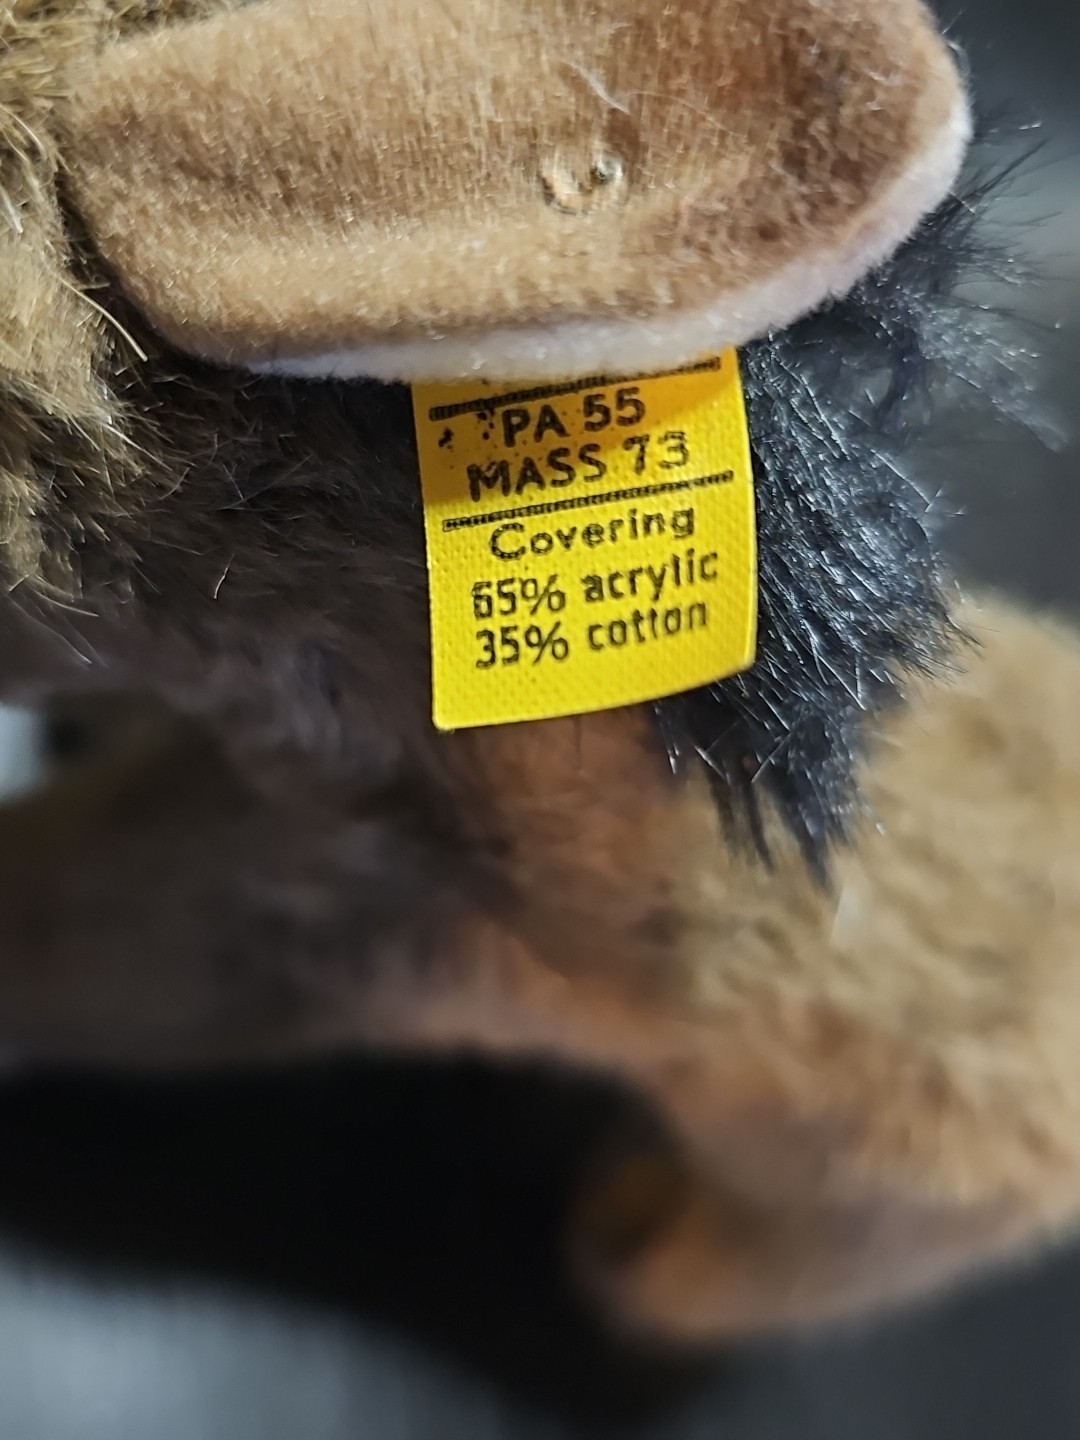 PA 55
MASS 73
Covering
65% acrylic
35% cotton